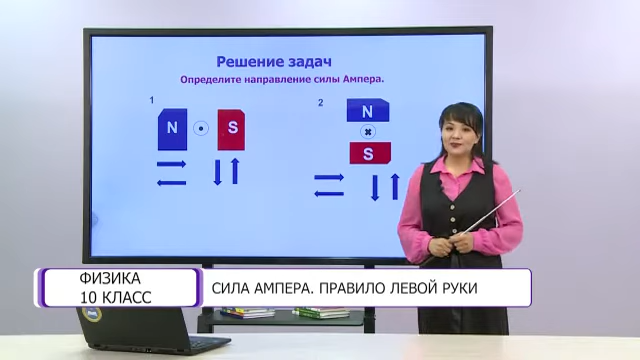 Решение задач
Определите направление силы Ампера.
1
2
N
S
N
S
ФИЗИКА
10 КЛАСС
СИЛА АМПЕРА. ПРАВИЛО ЛЕВОЙ РУКИ